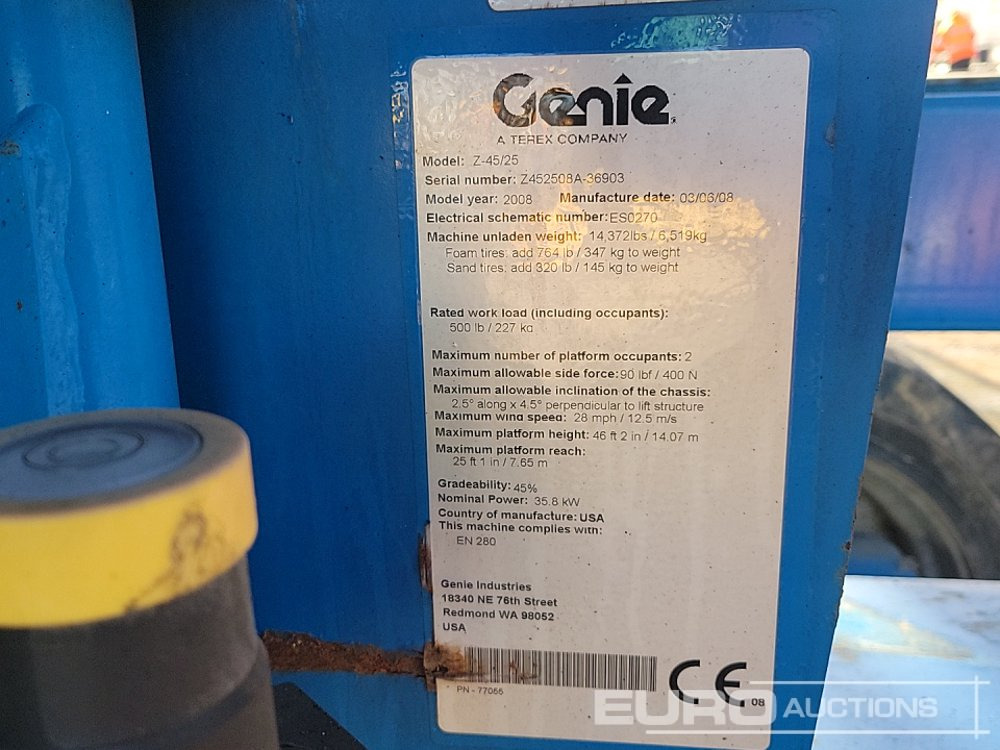 Genie
A TEREX COMPANY
Model: Z-45/25
Serial number: Z452508A-36903
Model year: 2008 Manufacture date: 03/06/08
Electrical schematic number: ES0270
Machine unladen weight: 14,372lbs / 6,519kg
Foam tires: add 764 lb / 347 kg to weight
Sand tires: add 320 lb / 145 kg to weight
Rated work load (including occupants):
500 lb / 227 kg
Maximum number of platform occupants: 2
Maximum allowable side force: 90 lbf / 400 N
Maximum allowable inclination of the chassis:
2.5° along x 4.5° perpendicular to lift structure
Maximum wind speed: 28 mph / 12.5 m/s
Maximum platform height: 46 ft 2 in / 14.07 m
Maximum platform reach:
25 ft 1 in / 7.65 m
Gradeability: 45%
Nominal Power: 35.8 kW
Country of manufacture: USA
This machine complies with:
EN 280
Genie Industries
18340 NE 76th Street
Redmond WA 98052
USA
PN - 77055
CE 08
EURO AUCTIONS